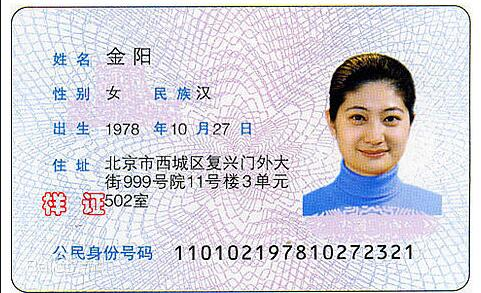 姓名 金阳
性别 女 民族 汉
出生 1978 年 10 月 27 日
住址 北京市西城区复兴门外大
街999号院11号楼3单元
样 证 502室
公民身份号码 110102197810272321